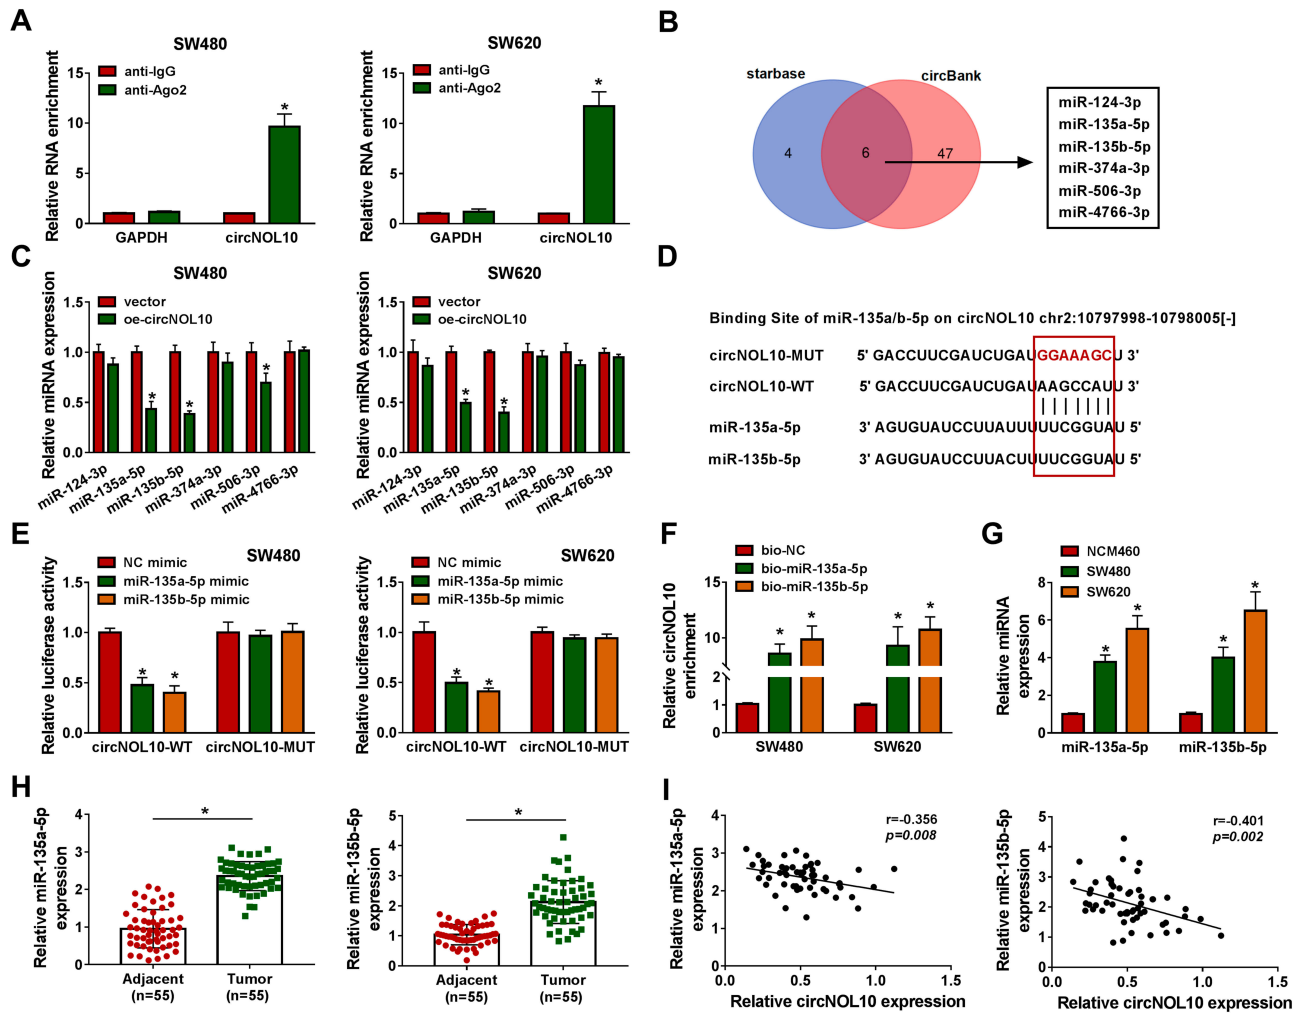 A
SW480
Relative RNA enrichment
15
10
5
0
anti-IgG
anti-Ago2
*
GAPDH
circNOL10
SW620
Relative RNA enrichment
15
10
5
0
anti-IgG
anti-Ago2
*
GAPDH
circNOL10
B
starbase
circBank
4
6
47
miR-124-3p
miR-135a-5p
miR-135b-5p
miR-374a-3p
miR-506-3p
miR-4766-3p
C
SW480
Relative miRNA expression
1.5
1.0
0.5
0.0
vector
oe-circNOL10
* * *
miR-124-3p
miR-135a-5p
miR-135b-5p
miR-374a-3p
miR-506-3p
miR-4766-3p
SW620
Relative miRNA expression
1.5
1.0
0.5
0.0
vector
oe-circNOL10
* *
miR-124-3p
miR-135a-5p
miR-135b-5p
miR-374a-3p
miR-506-3p
miR-4766-3p
D
Binding Site of miR-135a/b-5p on circNOL10 chr2:10797998-10798005[-]
circNOL10-MUT 5' GACCUUCGAUCUGAUGGAAAGCU 3'
circNOL10-WT 5' GACCUUCGAUCUGAUAAGCCAUU 3'
miR-135a-5p 3' AGUGUAUCCUUAUUUUUCGGUAU 5'
miR-135b-5p 3' AGUGUAUCCUUACUUUUCGGUAU 5'
E
SW480
Relative luciferase activity
1.5
1.0
0.5
0.0
NC mimic
miR-135a-5p mimic
miR-135b-5p mimic
* *
circNOL10-WT
circNOL10-MUT
SW620
Relative luciferase activity
1.5
1.0
0.5
0.0
NC mimic
miR-135a-5p mimic
miR-135b-5p mimic
* *
circNOL10-WT
circNOL10-MUT
F
Relative circNOL10
enrichment
15
10
2
1
0
bio-NC
bio-miR-135a-5p
bio-miR-135b-5p
* * * *
SW480
SW620
G
Relative miRNA
expression
8
6
4
2
0
NCM460
SW480
SW620
* * * *
miR-135a-5p
miR-135b-5p
H
Relative miR-135a-5p
expression
4
3
2
1
0
*
Adjacent
(n=55)
Tumor
(n=55)
Relative miR-135b-5p
expression
5
4
3
2
1
0
*
Adjacent
(n=55)
Tumor
(n=55)
I
Relative miR-135a-5p
expression
4
3
2
1
0
r=-0.356
p=0.008
0.0
0.5
1.0
1.5
Relative circNOL10 expression
Relative miR-135b-5p
expression
5
4
3
2
1
0
r=-0.401
p=0.002
0.0
0.5
1.0
1.5
Relative circNOL10 expression